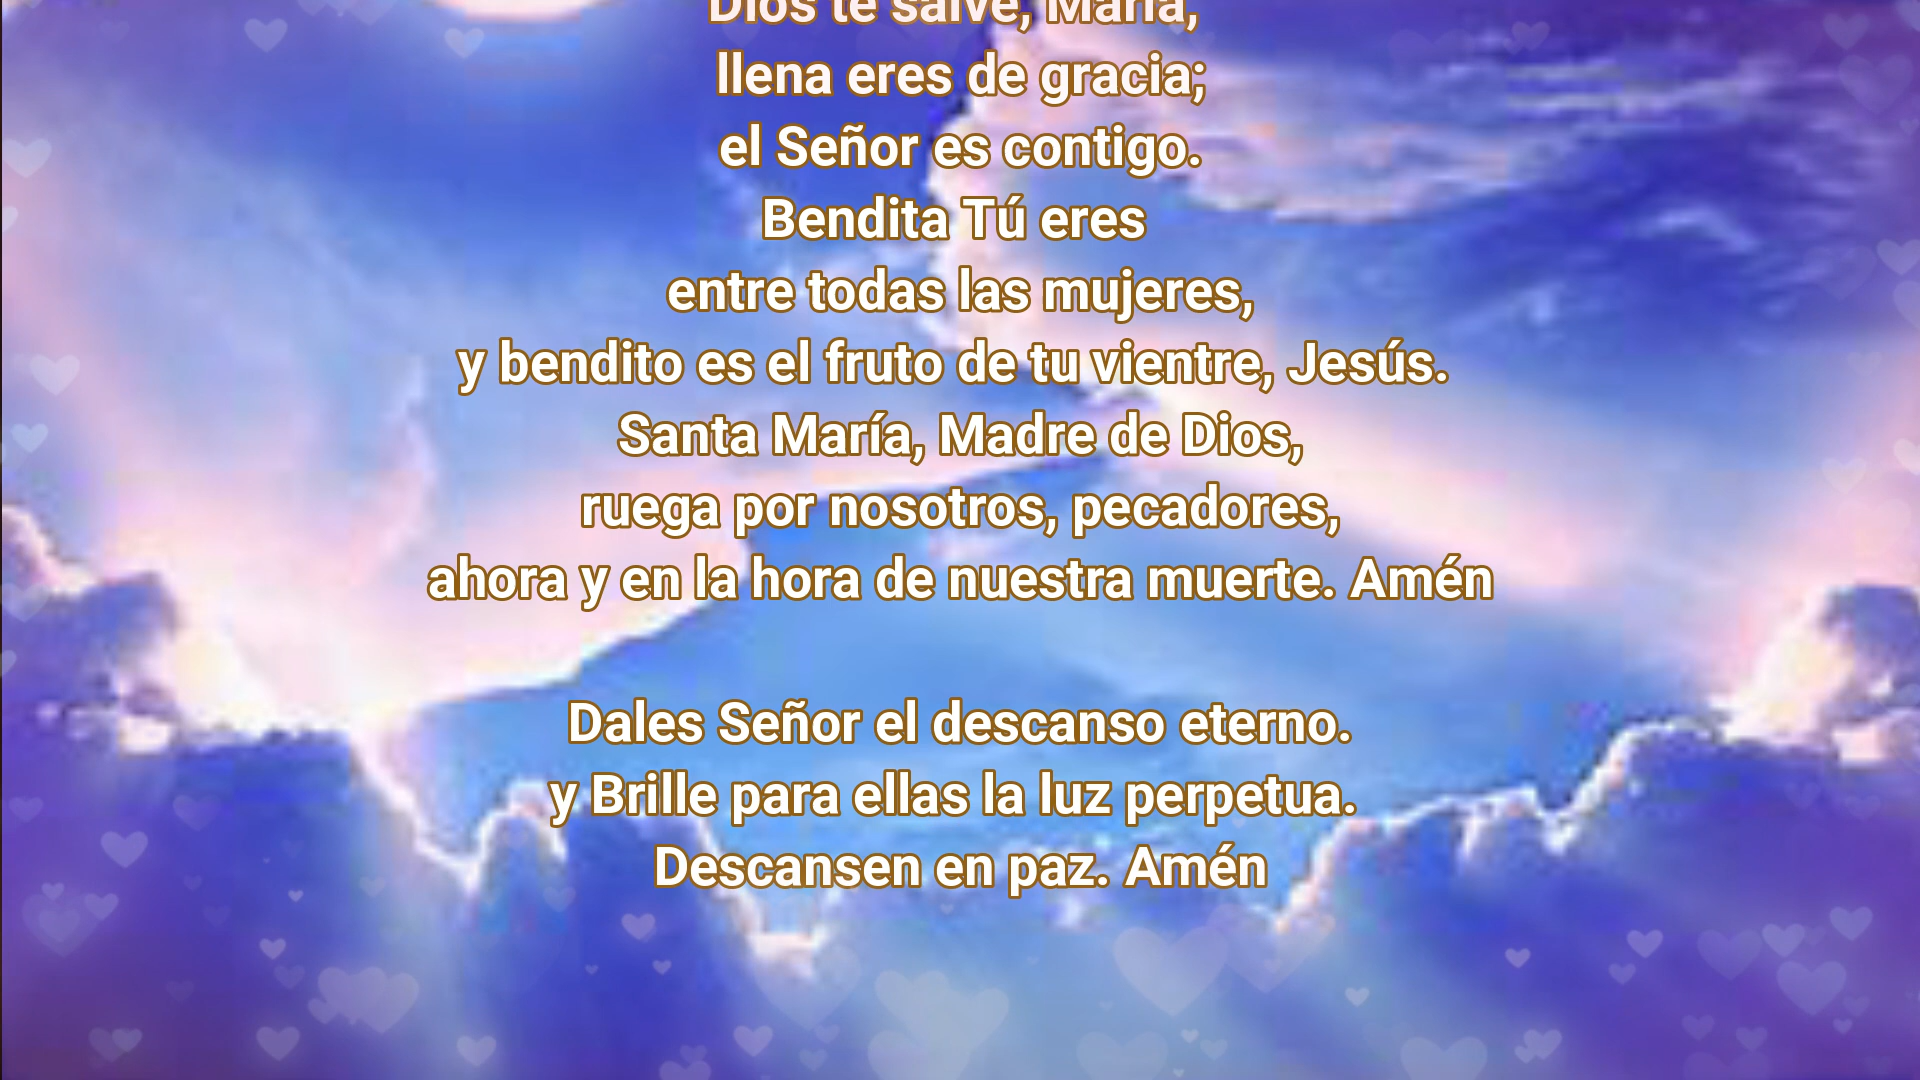 Dios te salve, María,
llena eres de gracia;
el Señor es contigo.
Bendita Tú eres
entre todas las mujeres,
y bendito es el fruto de tu vientre, Jesús.
Santa María, Madre de Dios,
ruega por nosotros, pecadores,
ahora y en la hora de nuestra muerte. Amén
Dales Señor el descanso eterno.
y Brille para ellas la luz perpetua.
Descansen en paz. Amén